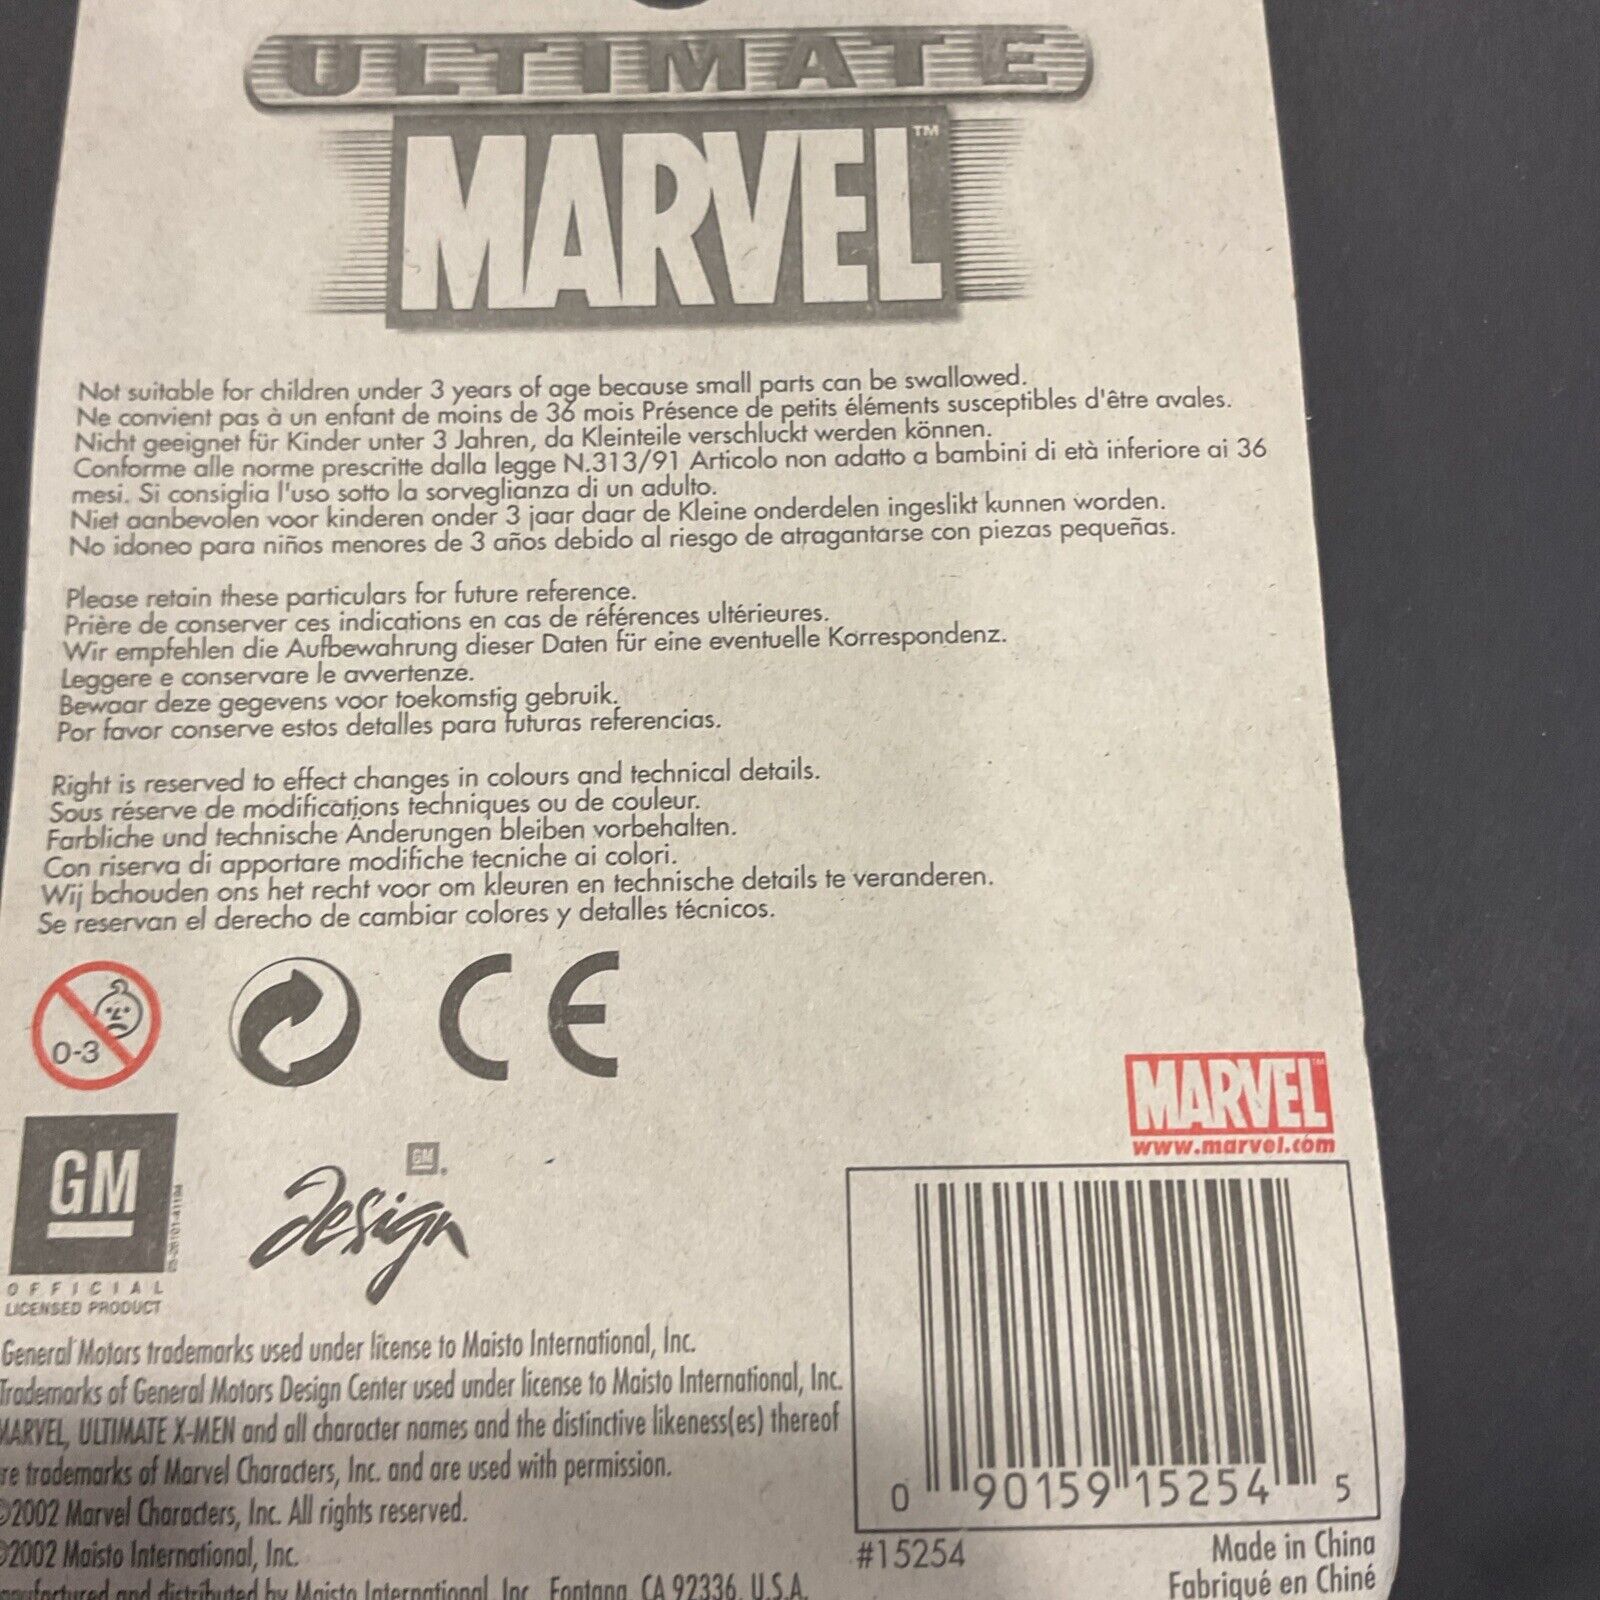 ULTIMATE
MARVEL™
Not suitable for children under 3 years of age because small parts can be swallowed.
Ne convient pas à un enfant de moins de 36 mois Présence de petits éléments susceptibles d'être avales.
Nicht geeignet für Kinder unter 3 Jahren, da Kleinteile verschluckt werden können.
Conforme alle norme prescritte dalla legge N.313/91 Articolo non adatto a bambini di età inferiore ai 36
mesi. Si consiglia l'uso sotto la sorveglianza di un adulto.
Niet aanbevolen voor kinderen onder 3 jaar daar de Kleine onderdelen ingeslikt kunnen worden.
No idoneo para niños menores de 3 años debido al riesgo de atragantarse con piezas pequeñas.
Please retain these particulars for future reference.
Prière de conserver ces indications en cas de références ultérieures.
Wir empfehlen die Aufbewahrung dieser Daten für eine eventuelle Korrespondenz.
Leggere e conservare le avvertenze.
Bewaar deze gegevens voor toekomstig gebruik.
Por favor conserve estos detalles para futuras referencias.
Right is reserved to effect changes in colours and technical details.
Sous réserve de modifications techniques ou de couleur.
Farbliche und technische Änderungen bleiben vorbehalten.
Con riserva di apportare modifiche tecniche ai colori.
Wij bchouden ons het recht voor om kleuren en technische details te veranderen.
Se reservan el derecho de cambiar colores y detalles técnicos.
0-3
CE
GM
OFFICIAL
LICENSED PRODUCT
GM
Design
MARVEL™
www.marvel.com
General Motors trademarks used under license to Maisto International, Inc.
Trademarks of General Motors Design Center used under license to Maisto International, Inc.
MARVEL, ULTIMATE X-MEN and all character names and the distinctive likeness(es) thereof
re trademarks of Marvel Characters, Inc. and are used with permission.
©2002 Marvel Characters, Inc. All rights reserved.
©2002 Maisto International, Inc.
and distributed by Maisto International, Inc., Fontana, CA 92336, U.S.A.
0 90159 15254 5
#15254
Made in China
Fabriqué en Chiné